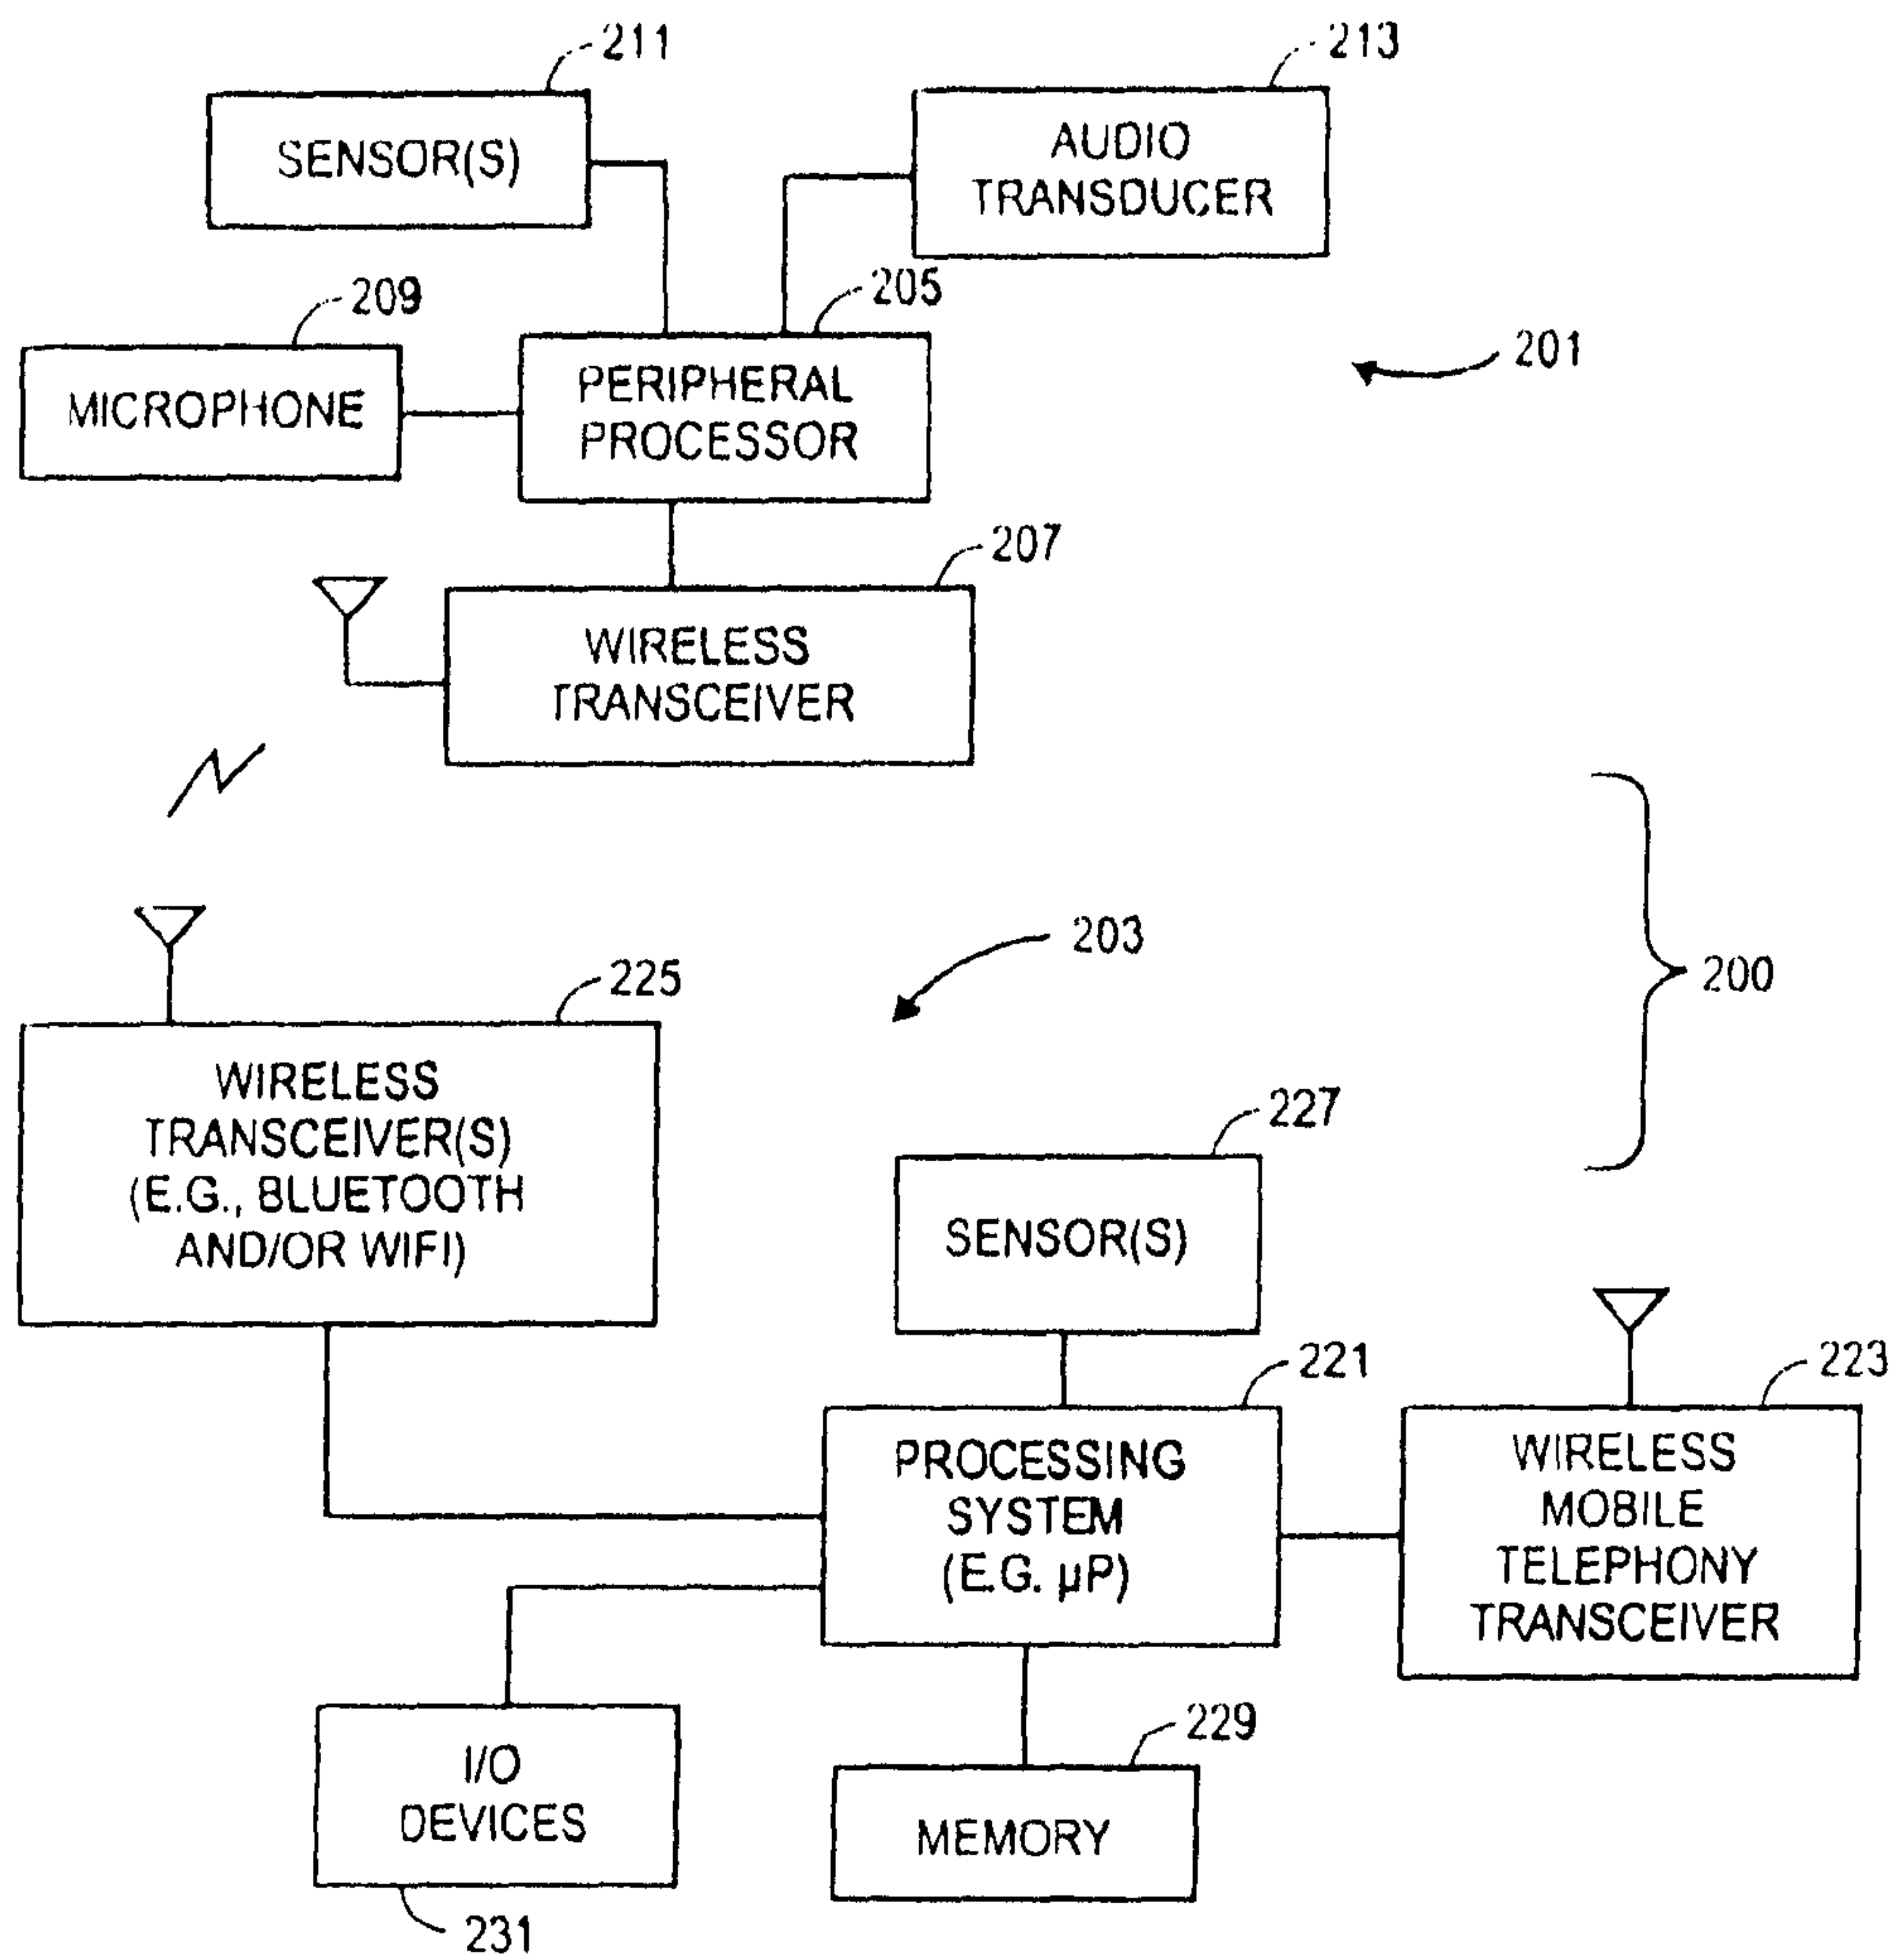 211
213
SENSOR(S)
AUDIO
TRANSDUCER
209
205
201
MICROPHONE
PERIPHERAL
PROCESSOR
207
WIRELESS
TRANSCEIVER
203
200
225
WIRELESS
TRANSCEIVER(S)
(E.G., BLUETOOTH
AND/OR WIFI)
227
SENSOR(S)
221
223
PROCESSING
SYSTEM
(E.G. µP)
WIRELESS
MOBILE
TELEPHONY
TRANSCEIVER
229
I/O
DEVICES
MEMORY
231